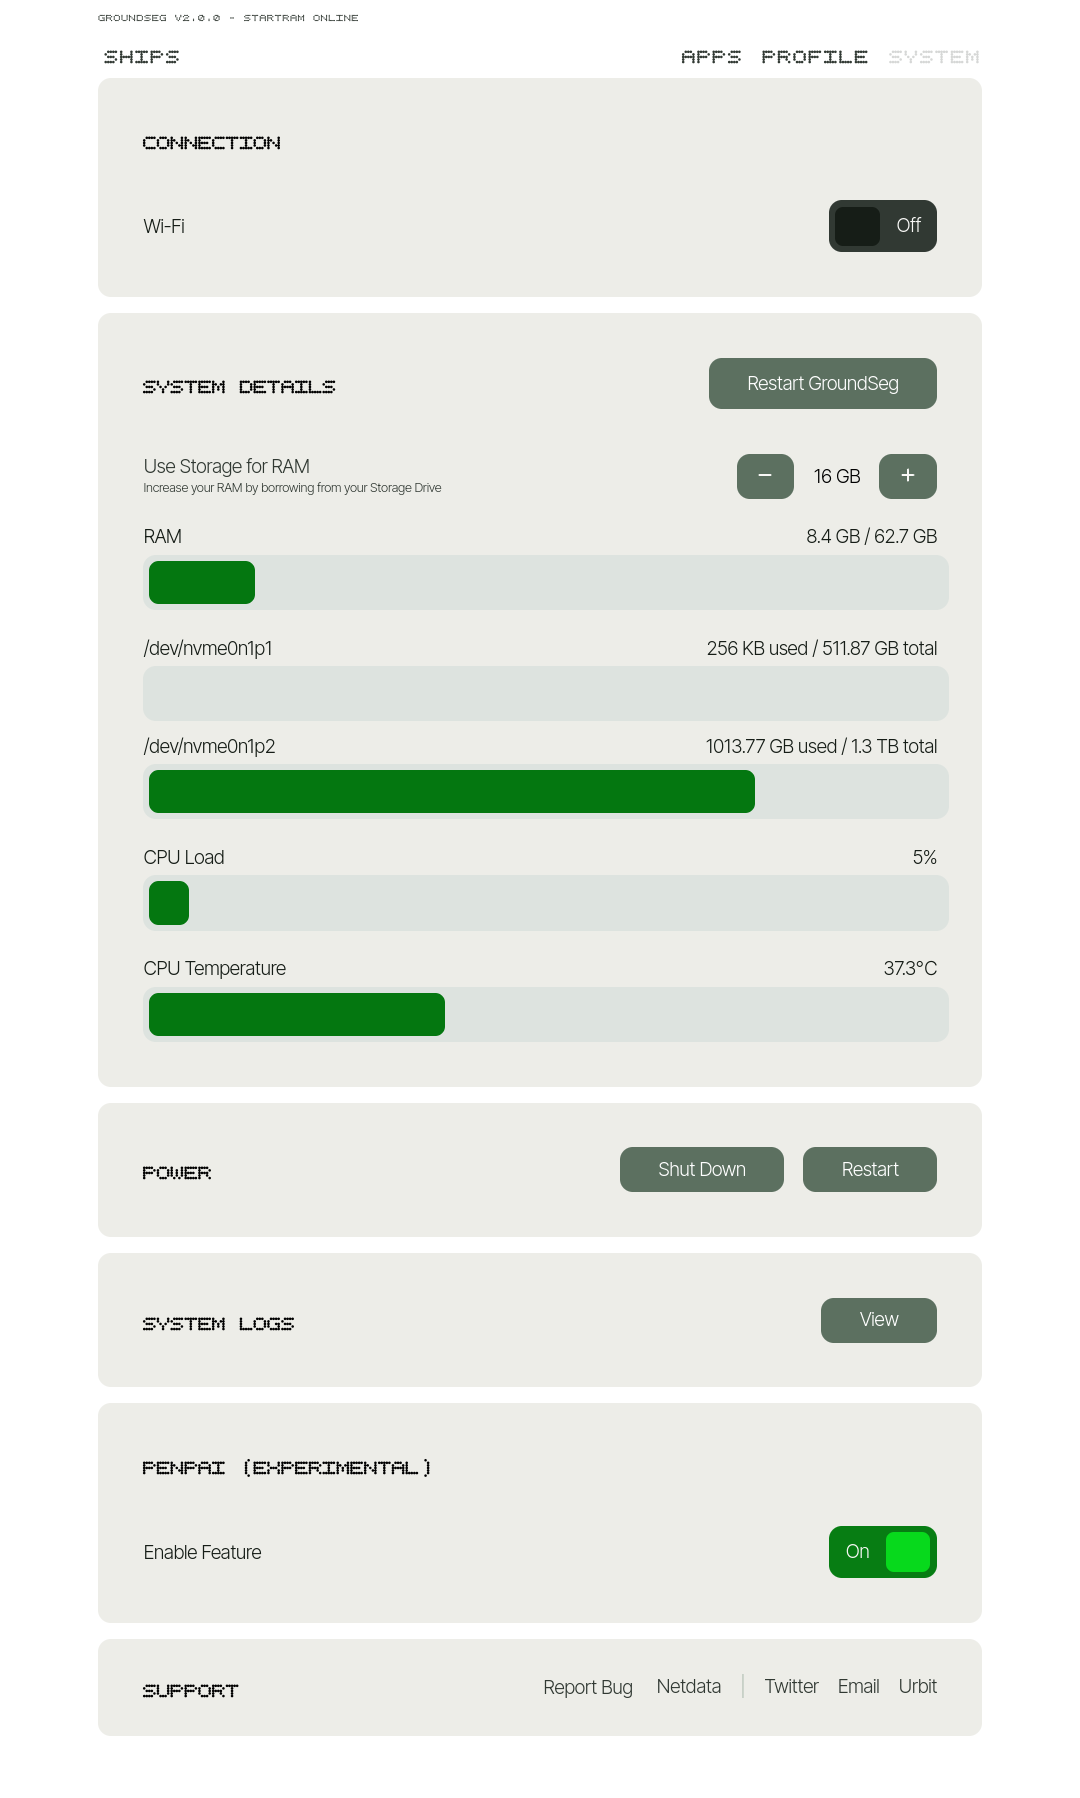 GROUNDSEG V2.0.0 - STARTRAM ONLINE
SHIPS APPS PROFILE SYSTEM
CONNECTION
Wi-Fi Off
SYSTEM DETAILS Restart GroundSeg
Use Storage for RAM
Increase your RAM by borrowing from your Storage Drive
− 16 GB +
RAM 8.4 GB / 62.7 GB
/dev/nvme0n1p1 256 KB used / 511.87 GB total
/dev/nvme0n1p2 1013.77 GB used / 1.3 TB total
CPU Load 5%
CPU Temperature 37.3°C
POWER Shut Down Restart
SYSTEM LOGS View
PENPAI (EXPERIMENTAL)
Enable Feature On
SUPPORT Report Bug Netdata Twitter Email Urbit